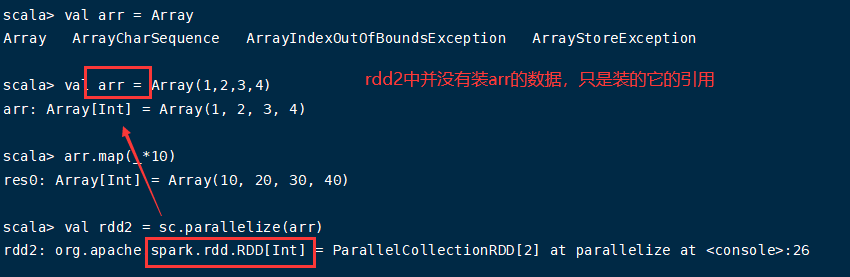 scala> val arr = Array
Array   ArrayCharSequence   ArrayIndexOutOfBoundsException   ArrayStoreException
scala> val arr = Array(1,2,3,4)
rdd2中并没有装arr的数据，只是装的它的引用
arr: Array[Int] = Array(1, 2, 3, 4)
scala> arr.map(_*10)
res0: Array[Int] = Array(10, 20, 30, 40)
scala> val rdd2 = sc.parallelize(arr)
rdd2: org.apache.spark.rdd.RDD[Int] = ParallelCollectionRDD[2] at parallelize at <console>:26